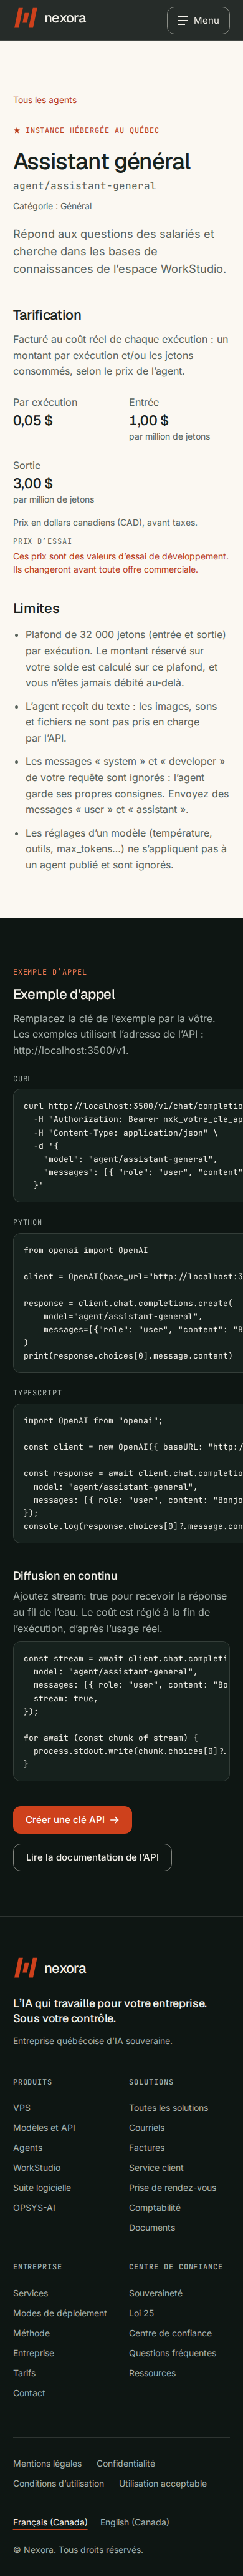 nexora
Menu
Tous les agents
★ INSTANCE HÉBERGÉE AU QUÉBEC
Assistant général
agent/assistant-general
Catégorie : Général
Répond aux questions des salariés et
cherche dans les bases de
connaissances de l'espace WorkStudio.
Tarification
Facturé au coût réel de chaque exécution : un
montant par exécution et/ou les jetons
consommés, selon le prix de l'agent.
Par exécution
0,05 $
Entrée
1,00 $
par million de jetons
Sortie
3,00 $
par million de jetons
Prix en dollars canadiens (CAD), avant taxes.
PRIX D'ESSAI
Ces prix sont des valeurs d'essai de développement.
Ils changeront avant toute offre commerciale.
Limites
• Plafond de 32 000 jetons (entrée et sortie)
par exécution. Le montant réservé sur
votre solde est calculé sur ce plafond, et
vous n'êtes jamais débité au-delà.
• L'agent reçoit du texte : les images, sons
et fichiers ne sont pas pris en charge
par l'API.
• Les messages « system » et « developer »
de votre requête sont ignorés : l'agent
garde ses propres consignes. Envoyez des
messages « user » et « assistant ».
• Les réglages d'un modèle (température,
outils, max_tokens…) ne s'appliquent pas à
un agent publié et sont ignorés.
EXEMPLE D'APPEL
Exemple d'appel
Remplacez la clé de l'exemple par la vôtre.
Les exemples utilisent l'adresse de l'API :
http://localhost:3500/v1.
CURL
curl http://localhost:3500/v1/chat/completio
-H "Authorization: Bearer nxk_votre_cle_ap
-H "Content-Type: application/json" \
-d '{
"model": "agent/assistant-general",
"messages": [{ "role": "user", "content"
}'
PYTHON
from openai import OpenAI
client = OpenAI(base_url="http://localhost:3
response = client.chat.completions.create(
model="agent/assistant-general",
messages=[{"role": "user", "content": "B
)
print(response.choices[0].message.content)
TYPESCRIPT
import OpenAI from "openai";
const client = new OpenAI({ baseURL: "http:/
const response = await client.chat.completio
model: "agent/assistant-general",
messages: [{ role: "user", content: "Bonjo
});
console.log(response.choices[0]?.message.con
Diffusion en continu
Ajoutez stream: true pour recevoir la réponse
au fil de l'eau. Le coût est réglé à la fin de
l'exécution, d'après l'usage réel.
const stream = await client.chat.completio
model: "agent/assistant-general",
messages: [{ role: "user", content: "Bon
stream: true,
});
for await (const chunk of stream) {
process.stdout.write(chunk.choices[0]?.
}
Créer une clé API →
Lire la documentation de l'API
nexora
L'IA qui travaille pour votre entreprise.
Sous votre contrôle.
Entreprise québécoise d'IA souveraine.
PRODUITS
VPS
Modèles et API
Agents
WorkStudio
Suite logicielle
OPSYS-AI
SOLUTIONS
Toutes les solutions
Courriels
Factures
Service client
Prise de rendez-vous
Comptabilité
Documents
ENTREPRISE
Services
Modes de déploiement
Méthode
Entreprise
Tarifs
Contact
CENTRE DE CONFIANCE
Souveraineté
Loi 25
Centre de confiance
Questions fréquentes
Ressources
Mentions légales
Confidentialité
Conditions d'utilisation
Utilisation acceptable
Français (Canada)
English (Canada)
© Nexora. Tous droits réservés.